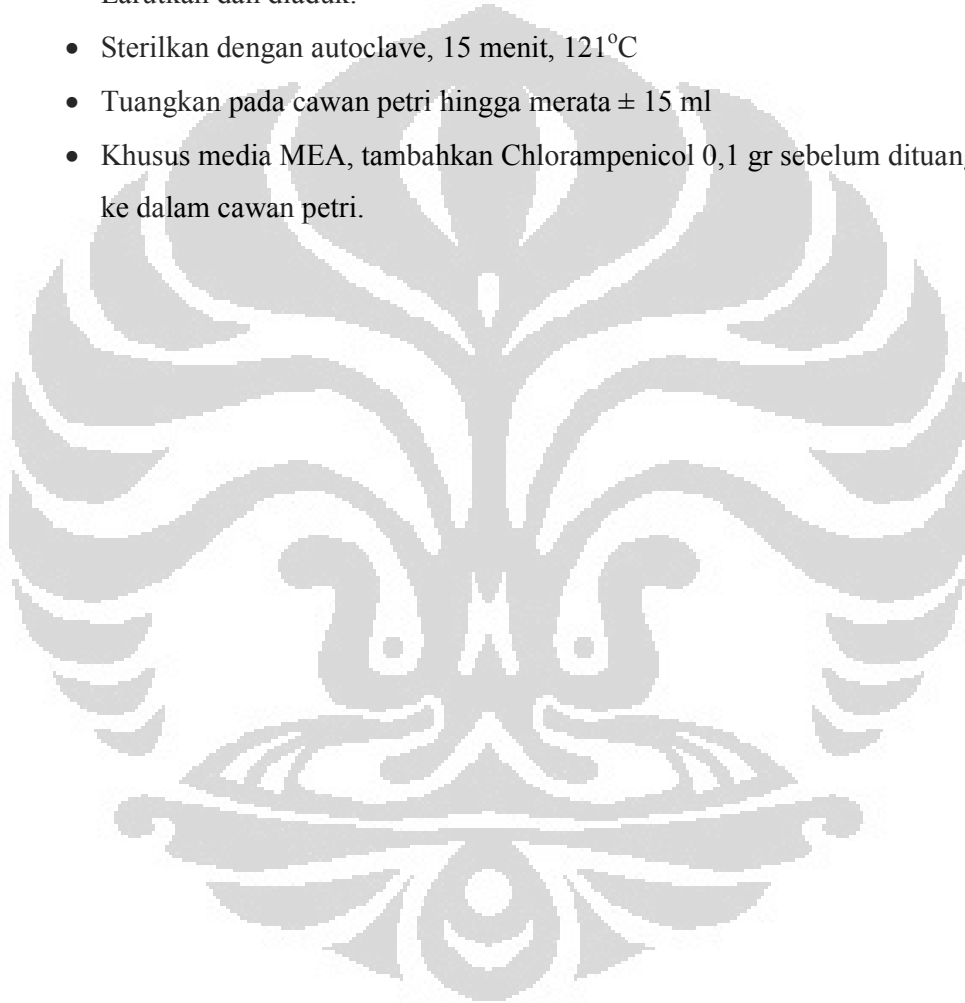 Larutkan dan diaduk.
• Sterilkan dengan autoclave, 15 menit, 121°C
• Tuangkan pada cawan petri hingga merata ± 15 ml
• Khusus media MEA, tambahkan Chlorampenicol 0,1 gr sebelum
ke dalam cawan petri.